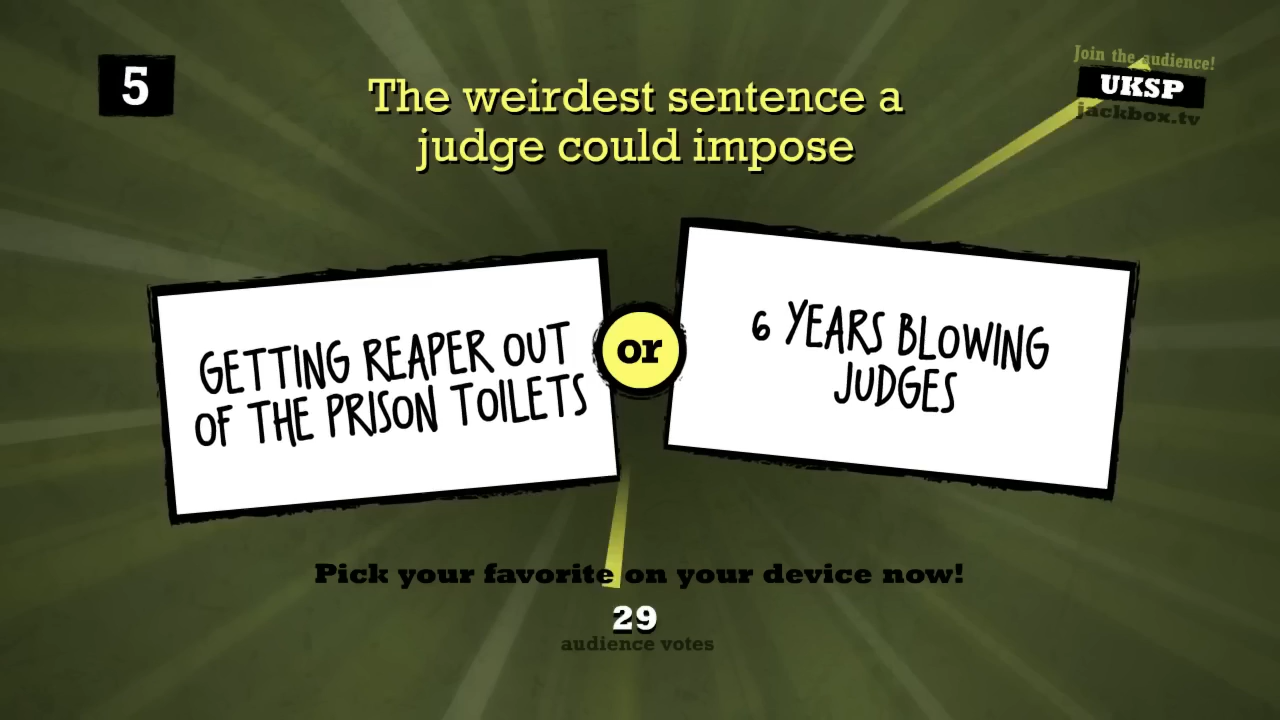 5
The weirdest sentence a
judge could impose
Join the audience!
UKSP
jackbox.tv
GETTING REAPER OUT
OF THE PRISON TOILETS
or
6 YEARS BLOWING
JUDGES
Pick your favorite on your device now!
29
audience votes